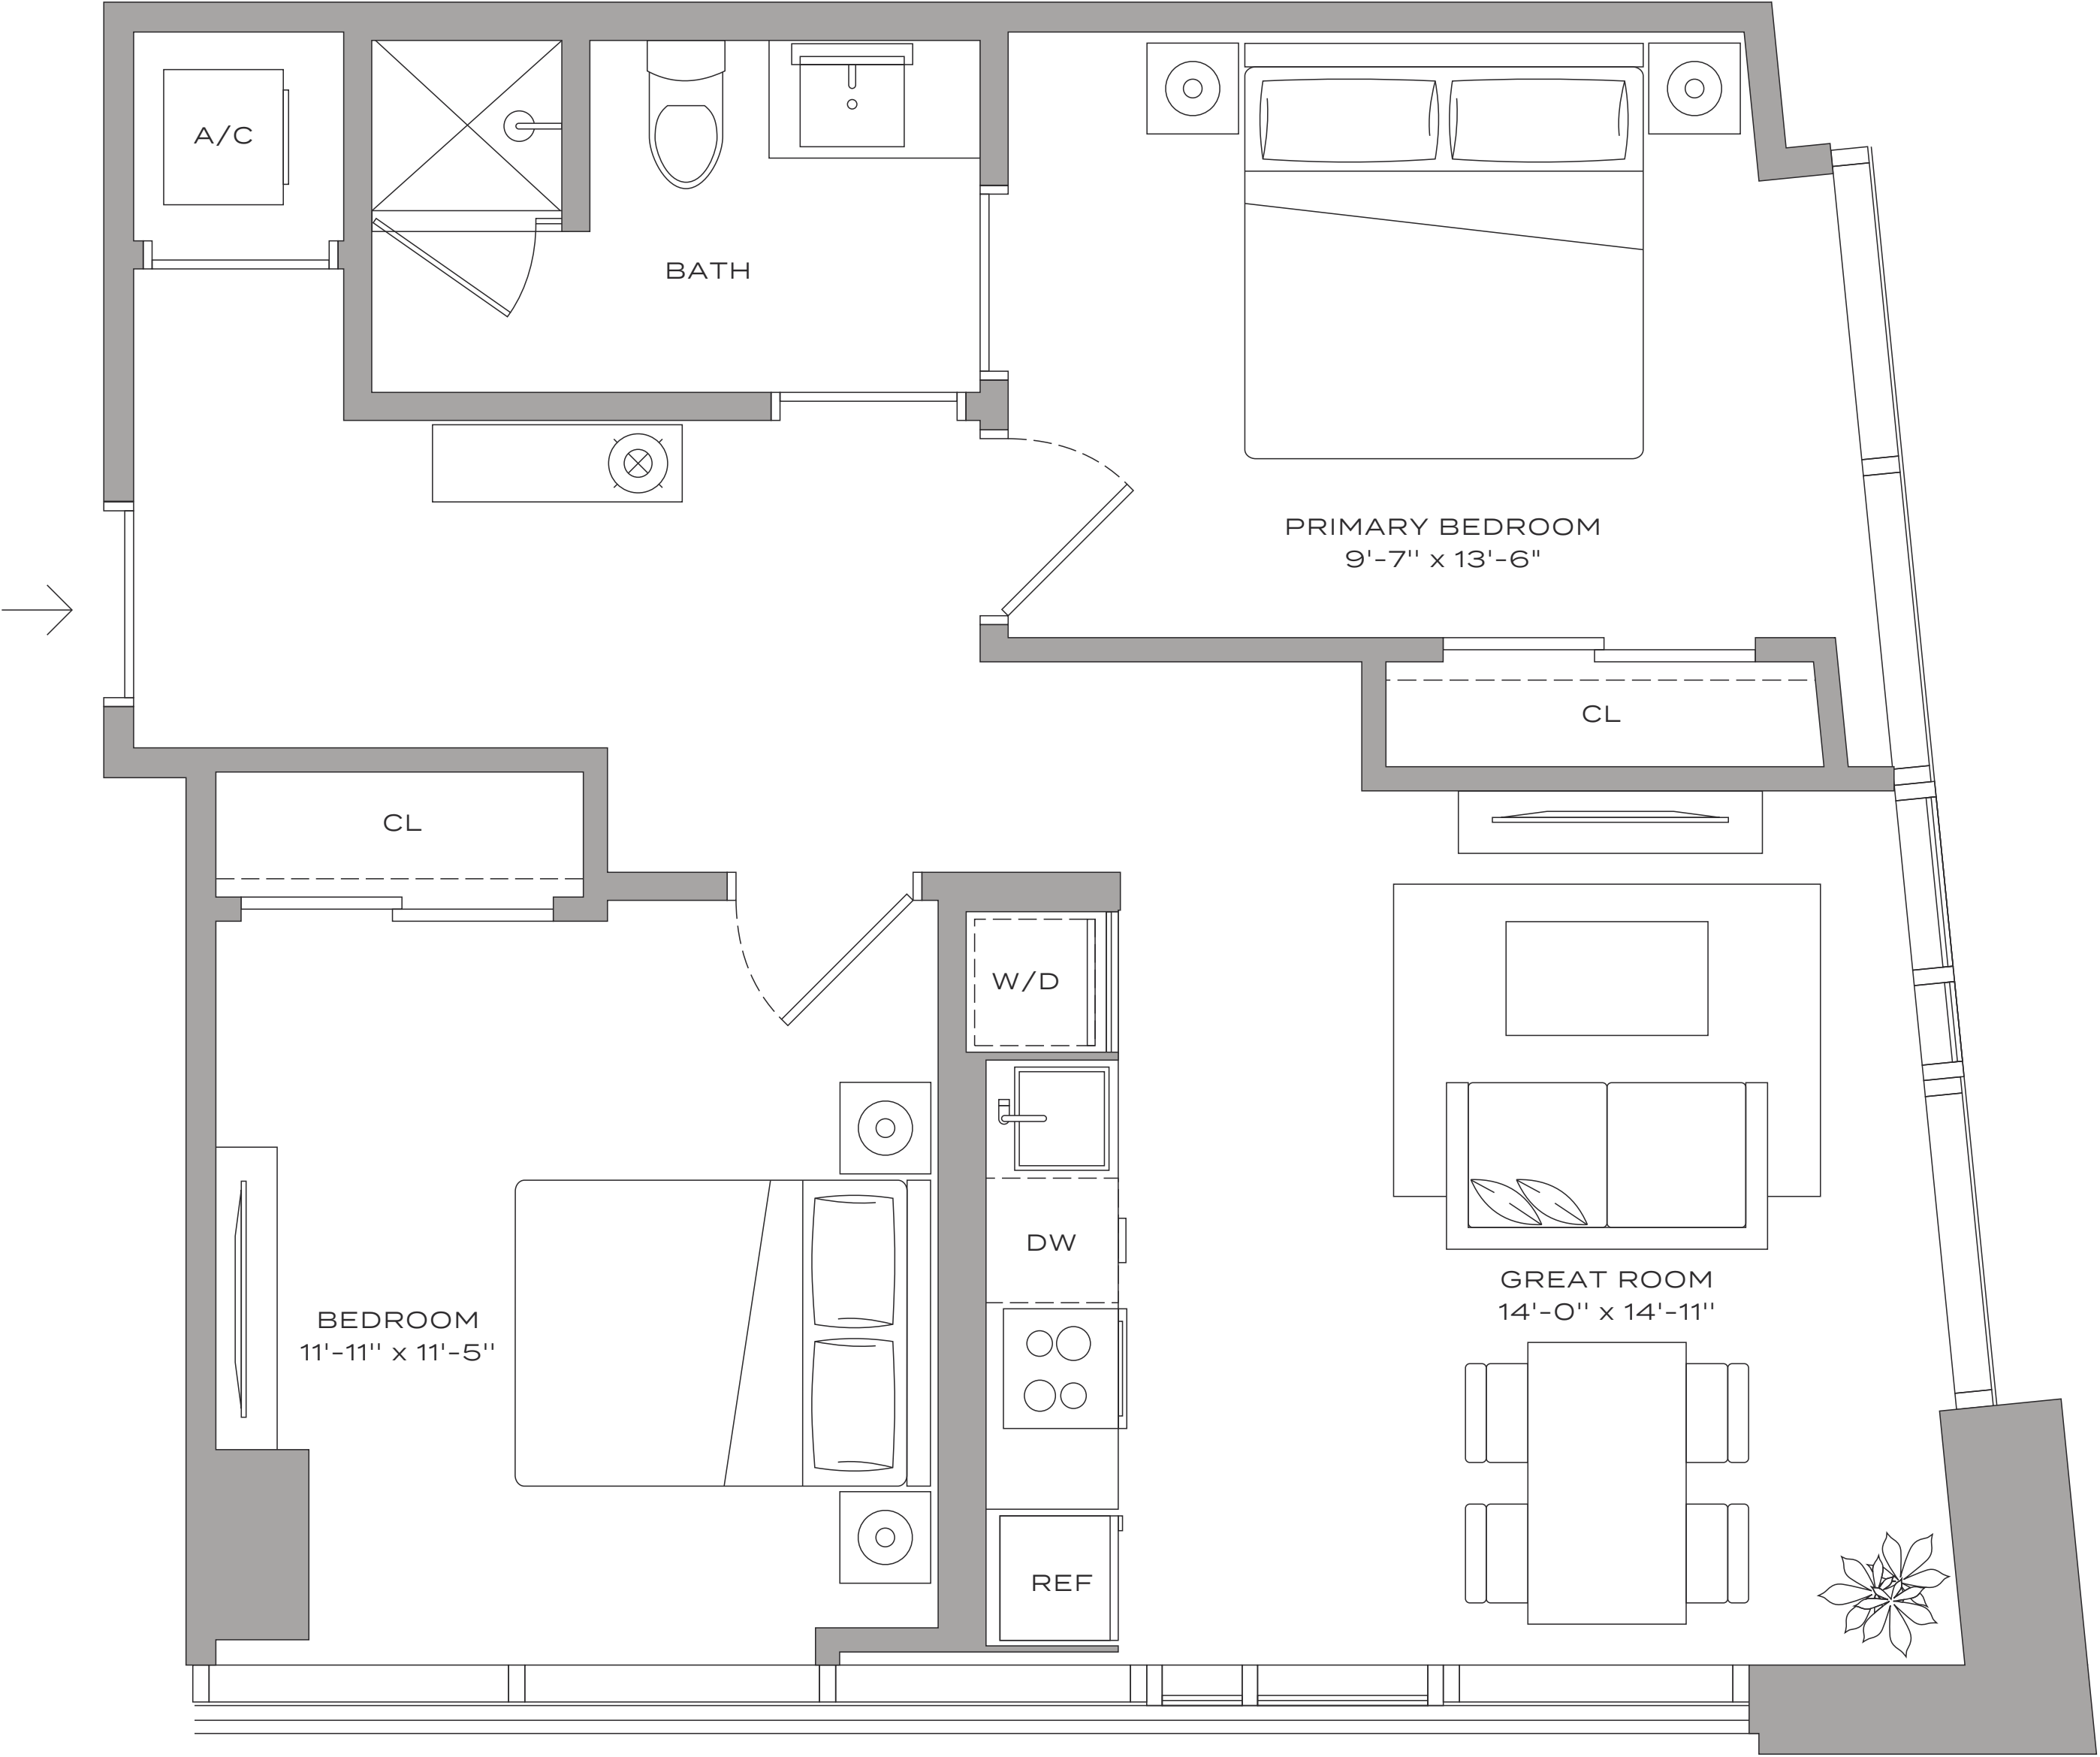 A/C
BATH
PRIMARY BEDROOM
9'-7'' x 13'-6"
CL
CL
W/D
DW
GREAT ROOM
14'-0'' x 14'-11''
BEDROOM
11'-11'' x 11'-5''
REF